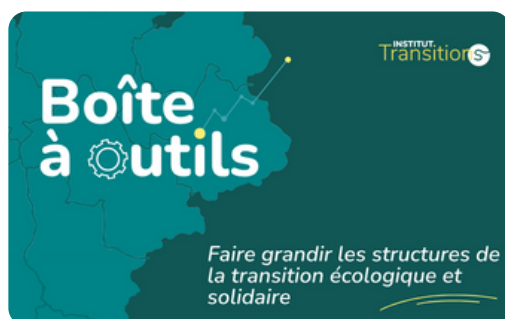 INSTITUT.
TransitionS
Boîte
à outils
Faire grandir les structures de
la transition écologique et
solidaire